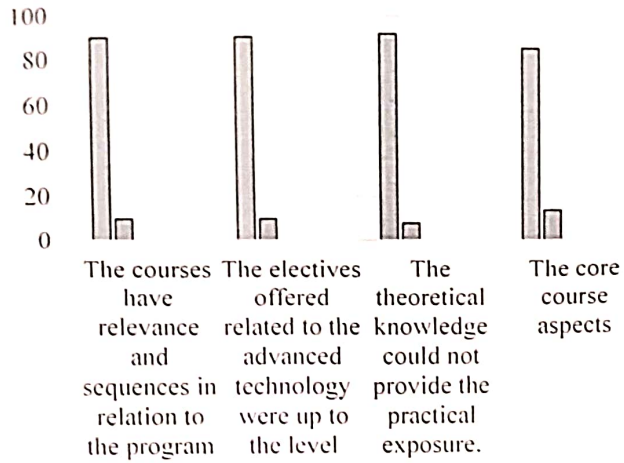 100
80
60
40
20
0
The courses have relevance and sequences in relation to the program
The electives offered related to the advanced technology were up to the level
The theoretical knowledge could not provide the practical exposure.
The core course aspects